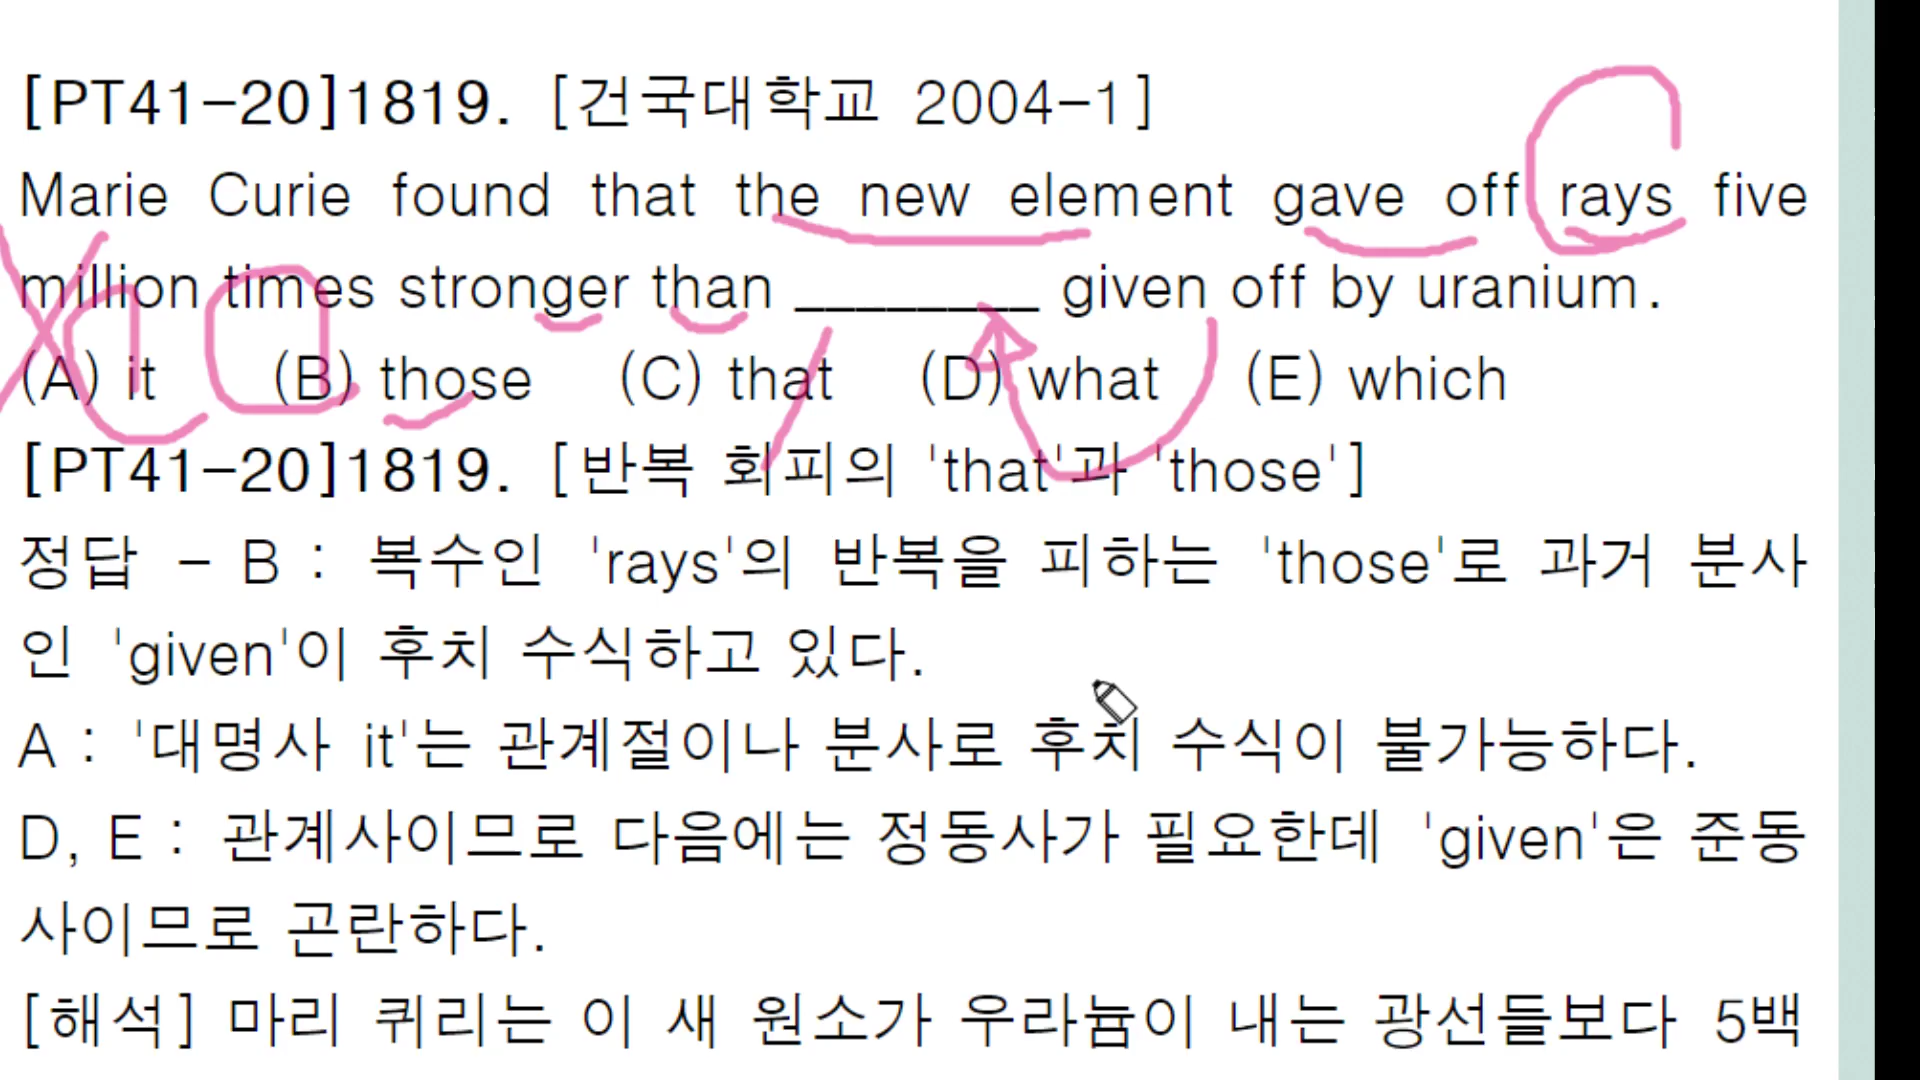 [PT41-20]1819. [건국대학교 2004-1]
Marie Curie found that the new element gave off rays five
million times stronger than ________ given off by uranium.
(A) it (B) those (C) that (D) what (E) which
[PT41-20]1819. [반복 회피의 'that'과 'those']
정답 - B : 복수인 'rays'의 반복을 피하는 'those'로 과거 분사
인 'given'이 후치 수식하고 있다.
A : '대명사 it'는 관계절이나 분사로 후치 수식이 불가능하다.
D, E : 관계사이므로 다음에는 정동사가 필요한데 'given'은 준동
사이므로 곤란하다.
[해석] 마리 퀴리는 이 새 원소가 우라늄이 내는 광선들보다 5백